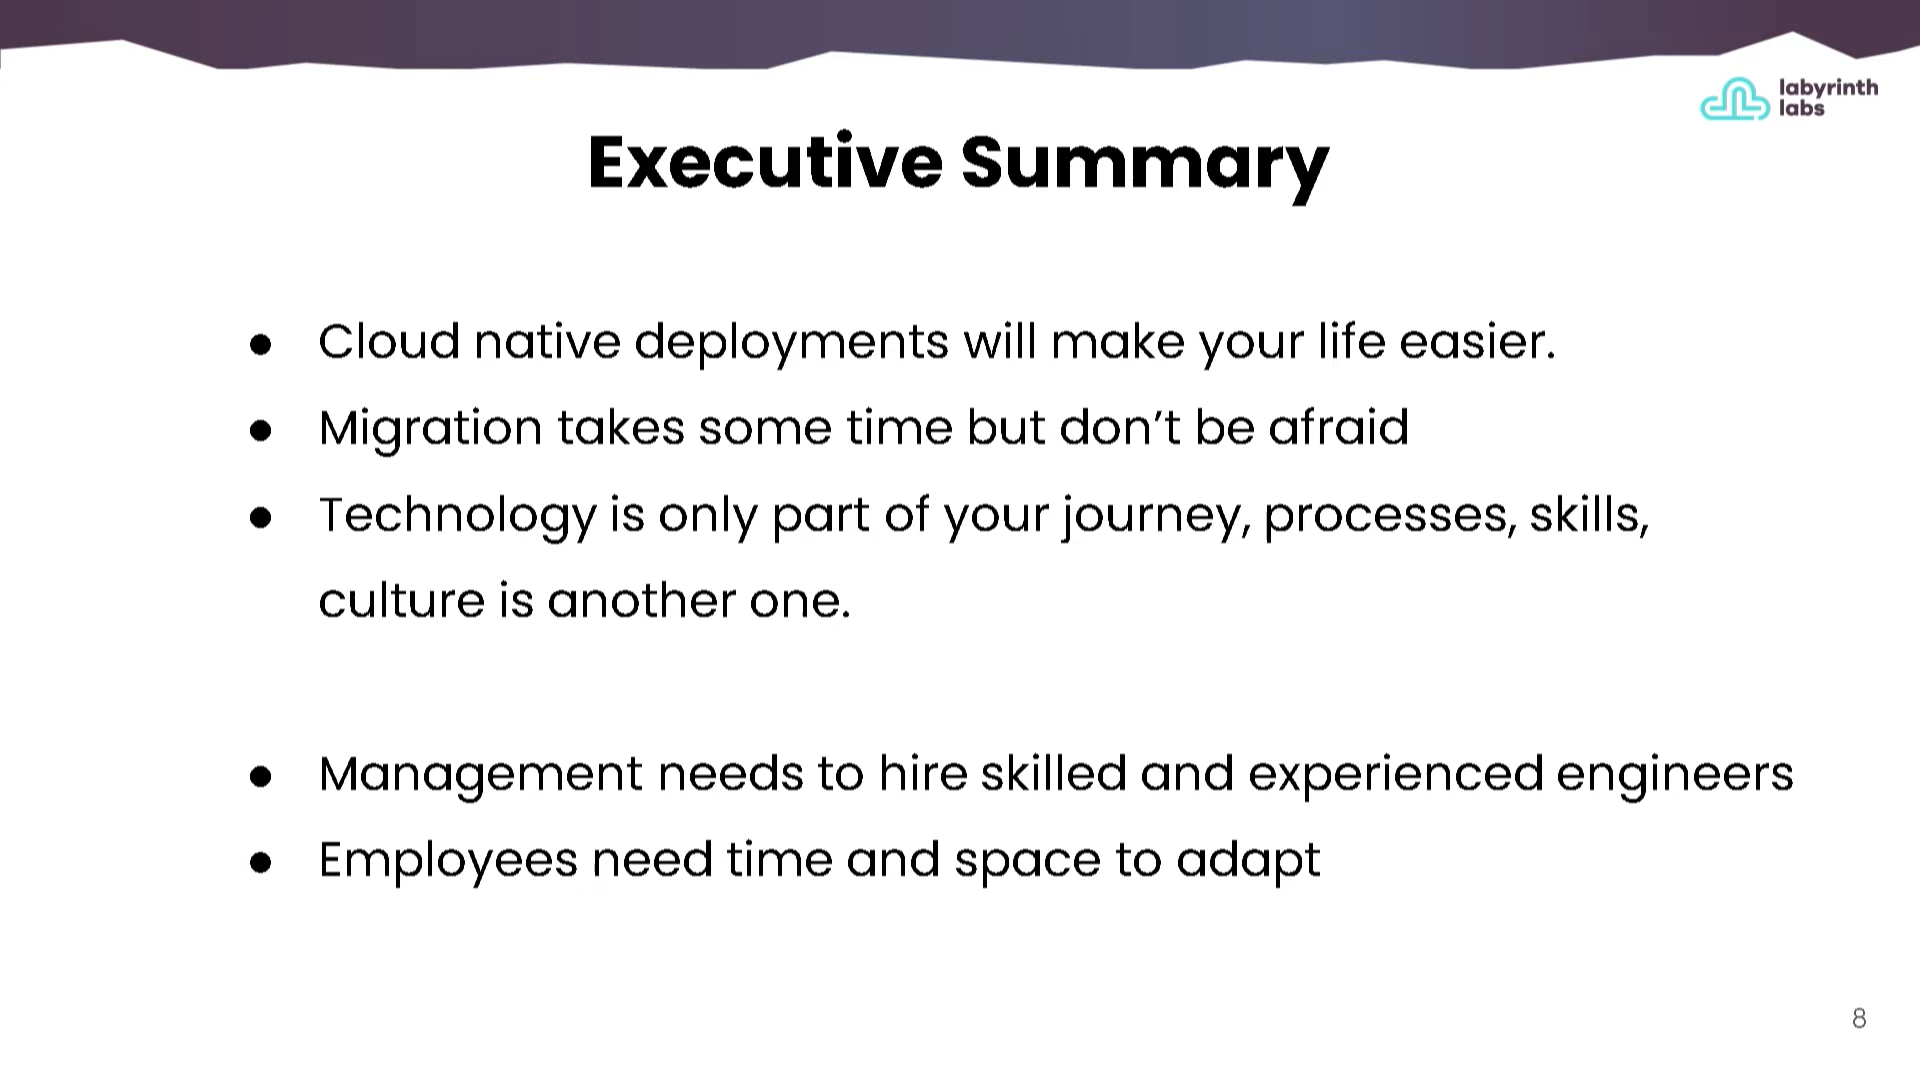 labyrinth
labs
Executive Summary
● Cloud native deployments will make your life easier.
● Migration takes some time but don’t be afraid
● Technology is only part of your journey, processes, skills,
culture is another one.
● Management needs to hire skilled and experienced engineers
● Employees need time and space to adapt
8